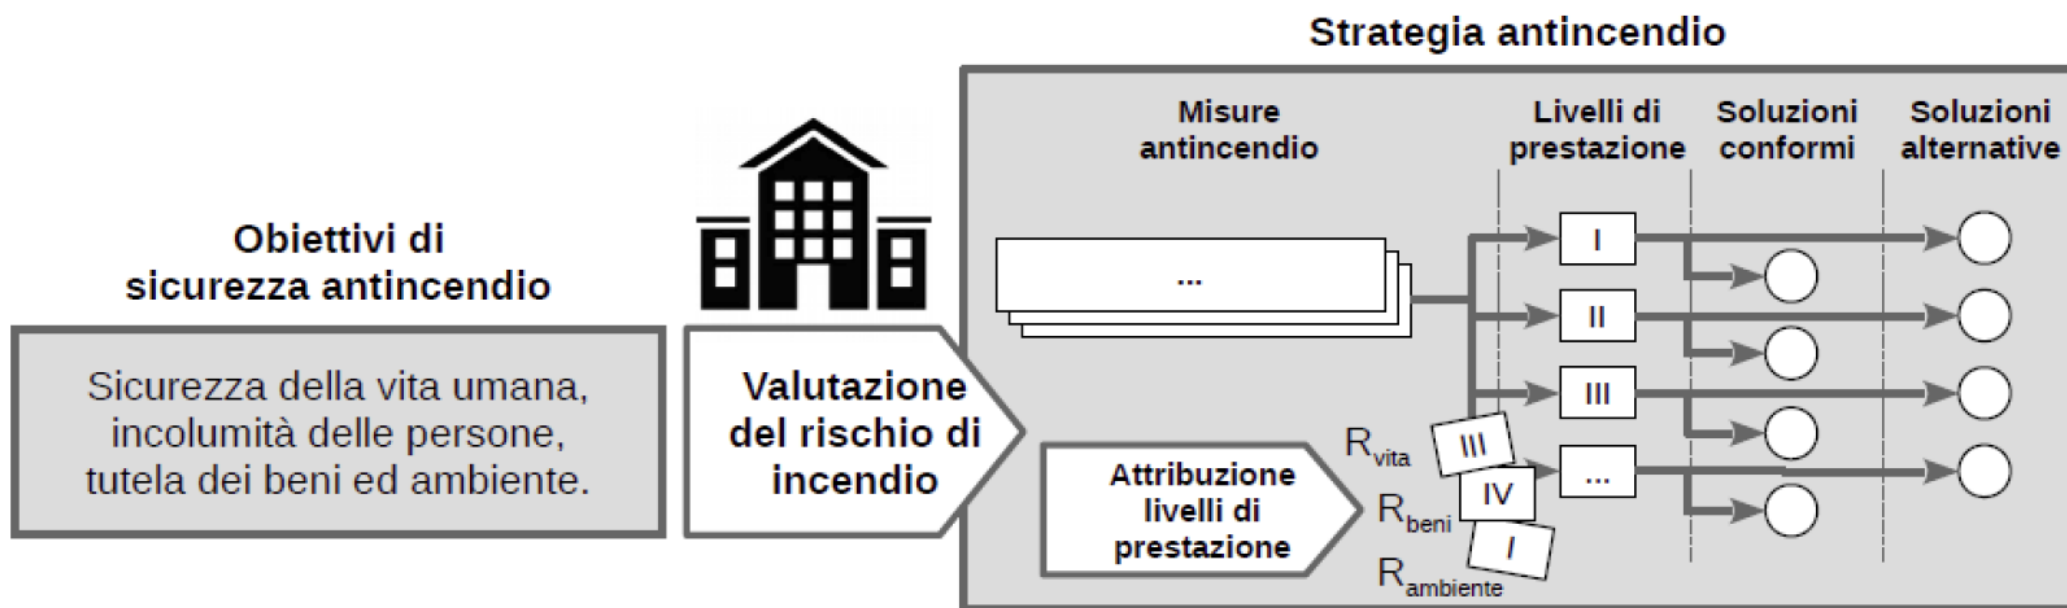 Strategia antincendio
Misure
antincendio
Livelli di
prestazione
Soluzioni
conformi
Soluzioni
alternative
Obiettivi di
sicurezza antincendio
Sicurezza della vita umana,
incolumità delle persone,
tutela dei beni ed ambiente.
Valutazione
del rischio di
incendio
...
I
II
III
...
Attribuzione
livelli di
prestazione
Rvita
III
Rbeni
IV
Rambiente
I